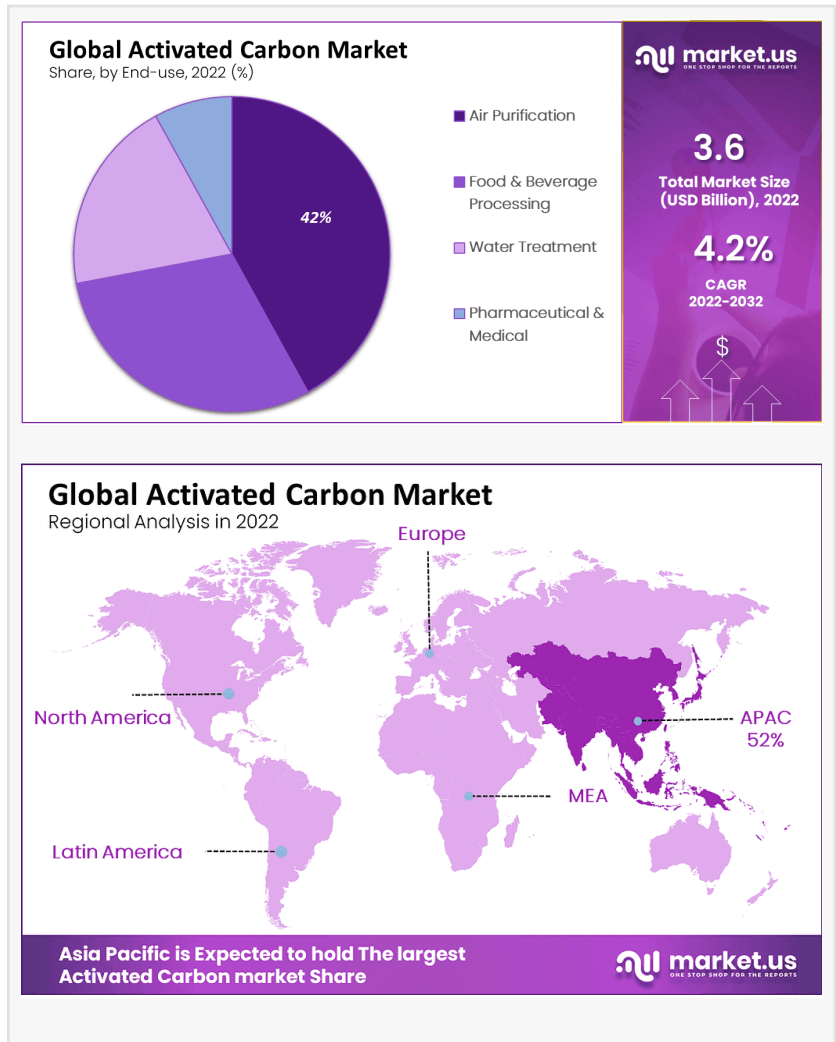 Global Activated Carbon Market
Share, by End-use, 2022 (%)
42%
Air Purification
Food & Beverage
Processing
Water Treatment
Pharmaceutical &
Medical
market.us
ONE STOP SHOP FOR THE REPORTS
3.6
Total Market Size
(USD Billion), 2022
4.2%
CAGR
2022-2032
$
Global Activated Carbon Market
Regional Analysis in 2022
Europe
North America
APAC
52%
MEA
Latin America
Asia Pacific is Expected to hold The largest
Activated Carbon market Share
market.us
ONE STOP SHOP FOR THE REPORTS